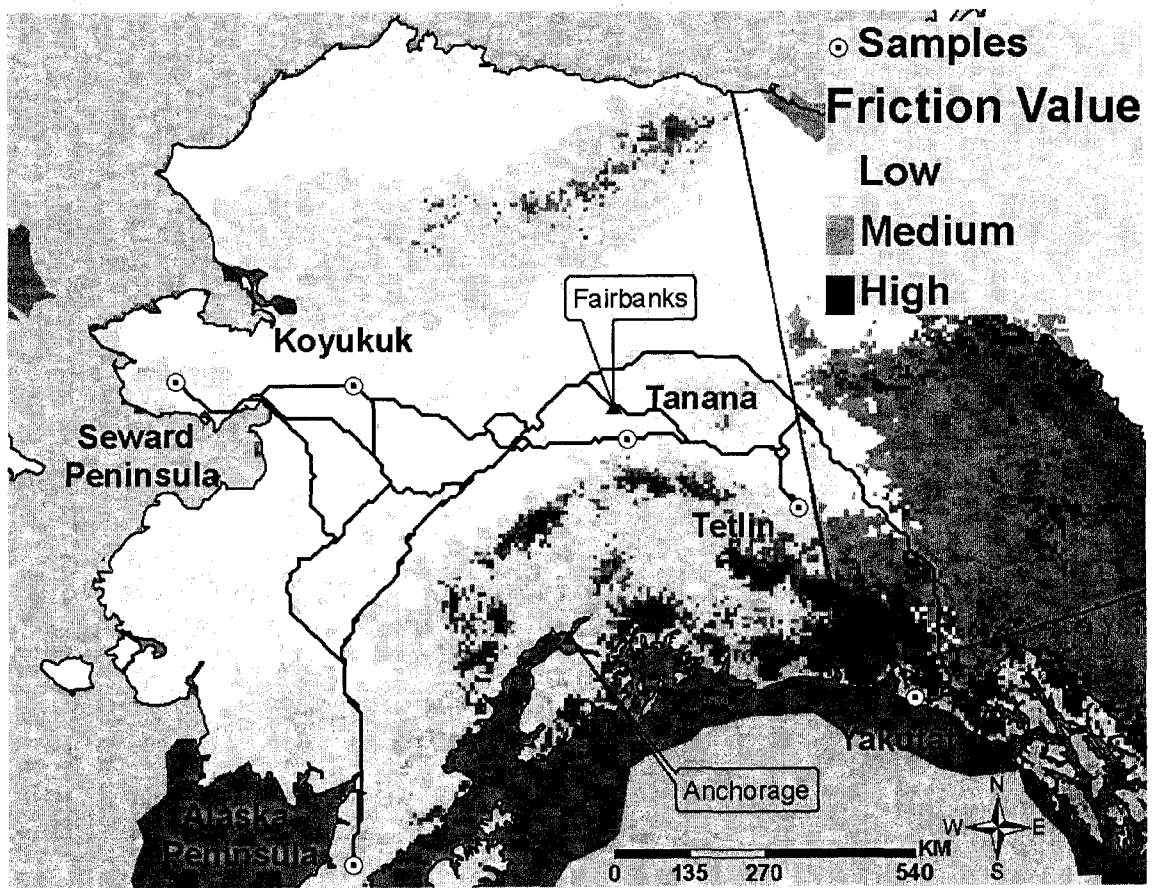 Samples
Friction Value
Low
Medium
High
Fairbanks
Koyukuk
Tanana
Seward
Peninsula
Tetlin
Yakutat
Anchorage
Alaska
Peninsula
N
W E
S
KM
0 135 270 540